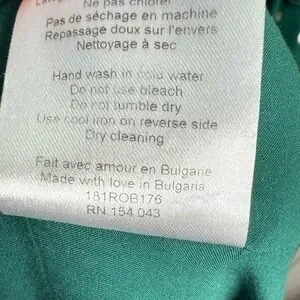 Ne pas chlorer
Pas de séchage en machine
Repassage doux sur l'envers
Nettoyage à sec
Hand wash in cold water
Do not use bleach
Do not tumble dry
Use cool iron on reverse side
Dry cleaning
Fait avec amour en Bulgarie
Made with love in Bulgaria
181ROB176
RN 154 043